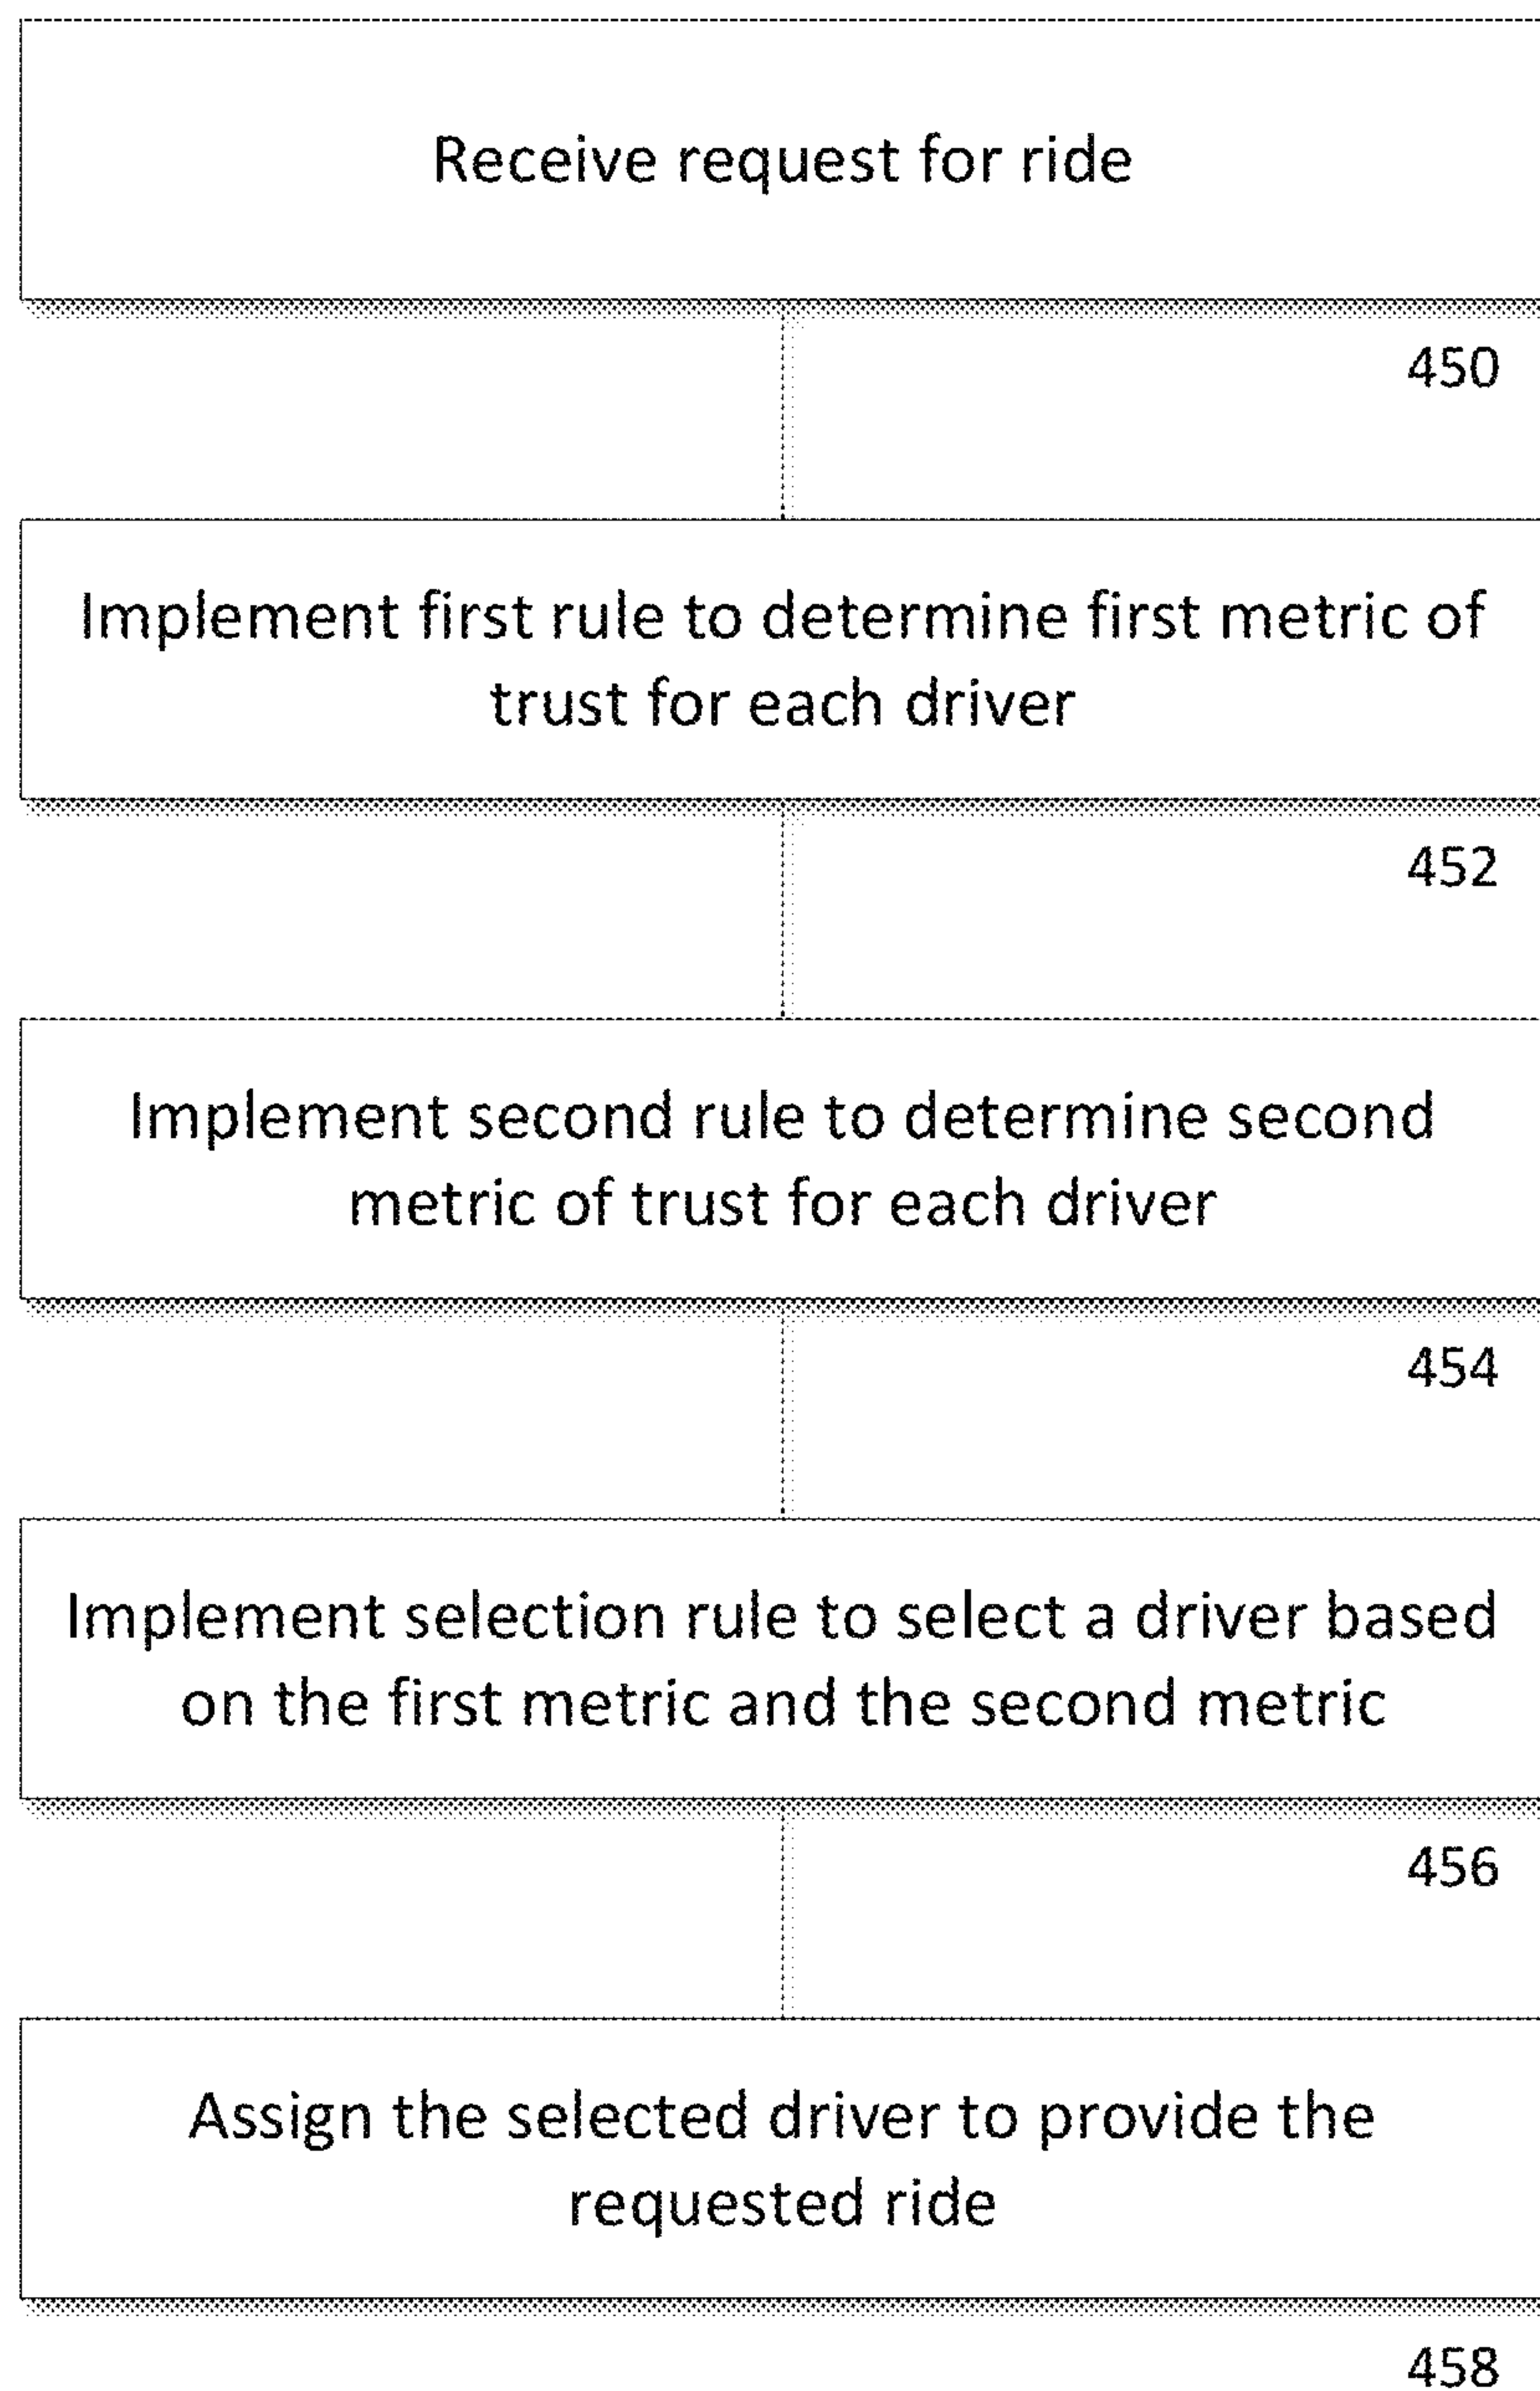 Receive request for ride
450
Implement first rule to determine first metric of
trust for each driver
452
Implement second rule to determine second
metric of trust for each driver
454
Implement selection rule to select a driver based
on the first metric and the second metric
456
Assign the selected driver to provide the
requested ride
458